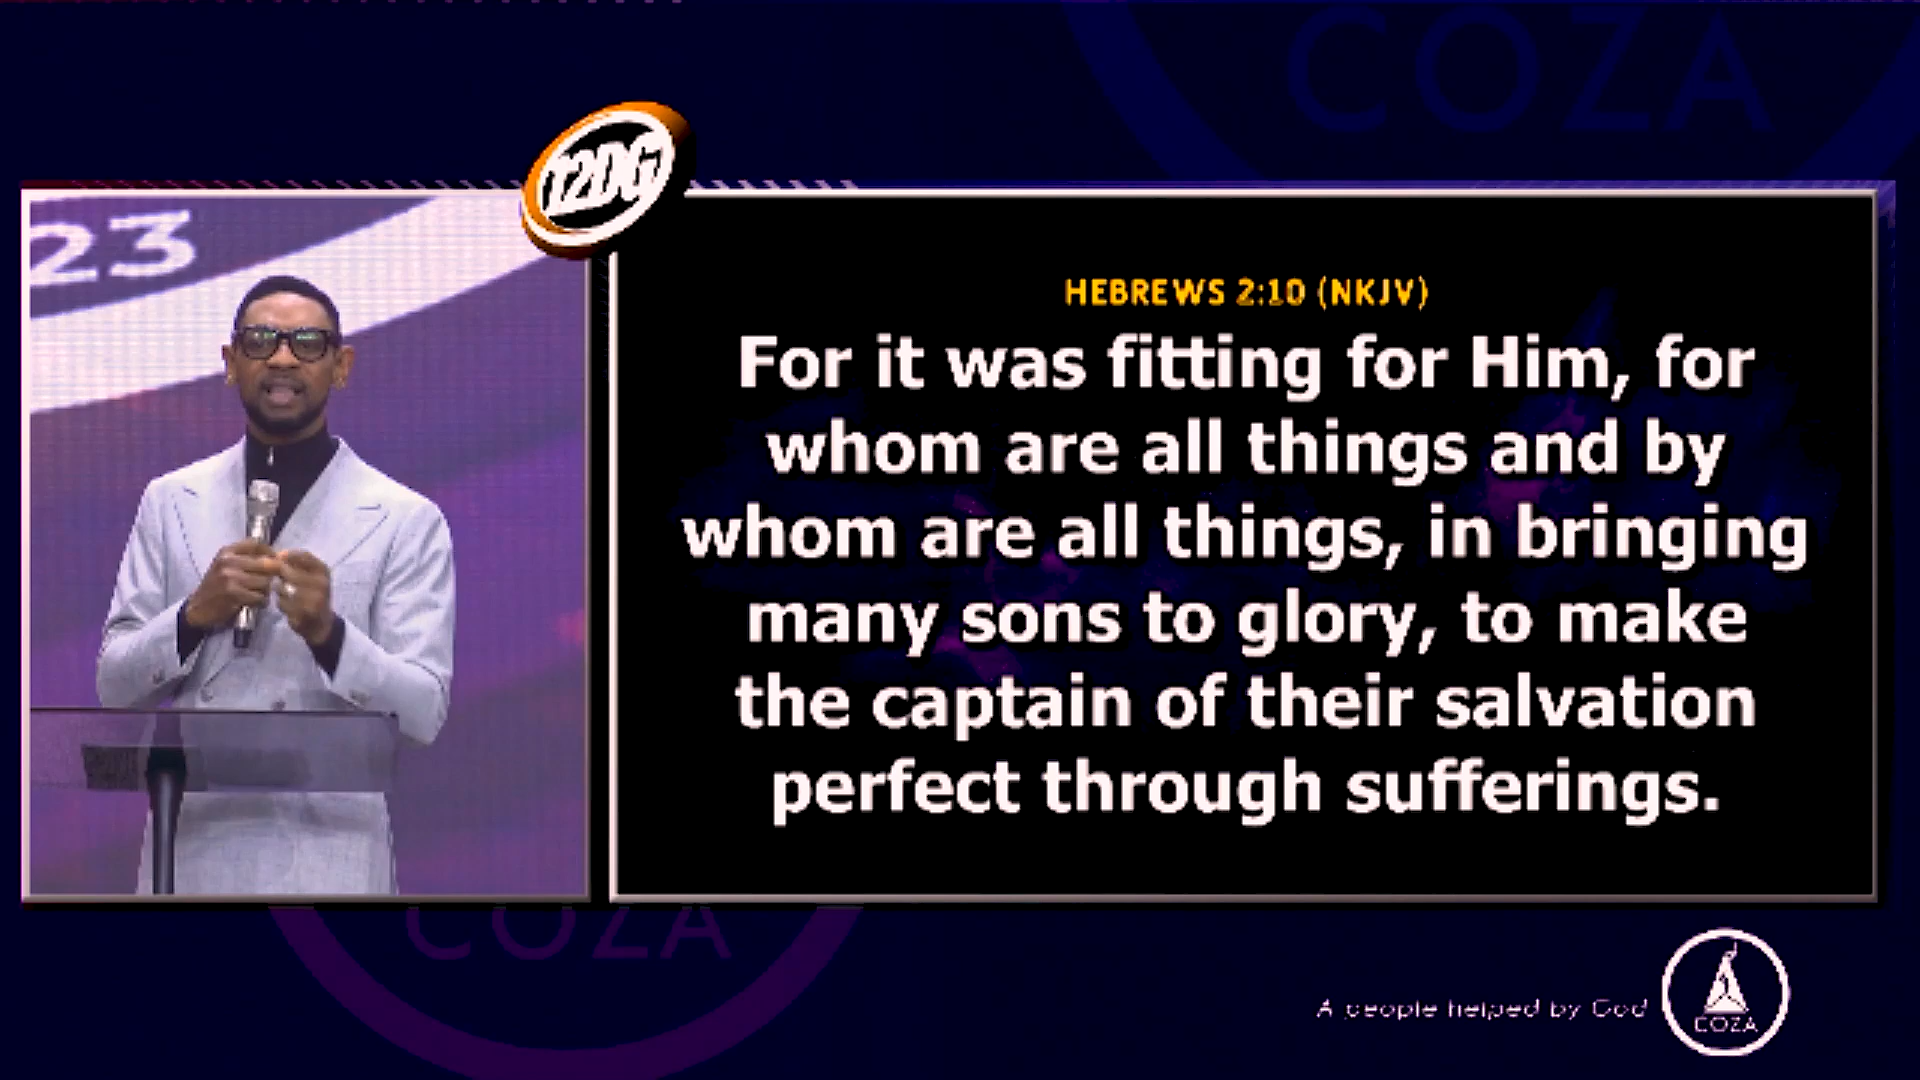 COZA
12DG
23
HEBREWS 2:10 (NKJV)
For it was fitting for Him, for
whom are all things and by
whom are all things, in bringing
many sons to glory, to make
the captain of their salvation
perfect through sufferings.
COZA
A people helped by God
COZA